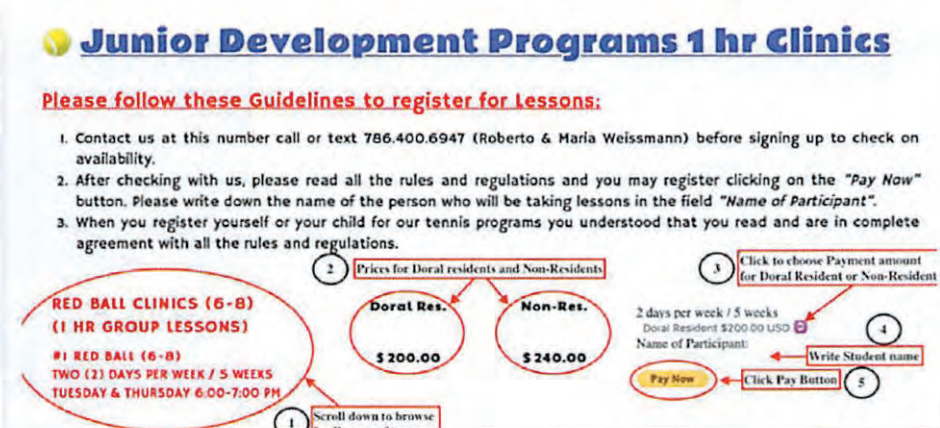 Junior Development Programs 1 hr Clinics
Please follow these Guidelines to register for Lessons:
1. Contact us at this number call or text 786.400.6947 (Roberto & Maria Weissmann) before signing up to check on
availability.
2. After checking with us, please read all the rules and regulations and you may register clicking on the "Pay Now"
button. Please write down the name of the person who will be taking lessons in the field "Name of Participant".
3. When you register yourself or your child for our tennis programs you understood that you read and are in complete
agreement with all the rules and regulations.
2
Prices for Doral residents and Non-Residents
3
Click to choose Payment amount
for Doral Resident or Non-Resident
RED BALL CLINICS (6-8)
(1 HR GROUP LESSONS)
#1 RED BALL (6-8)
TWO (2) DAYS PER WEEK / 5 WEEKS
TUESDAY & THURSDAY 6:00-7:00 PM
Doral Res.
$200.00
Non-Res.
$240.00
2 days per week / 5 weeks
Doral Resident $200.00 USD
Name of Participant:
4
Write Student name
Pay Now
Click Pay Button
5
1
Scroll down to browse